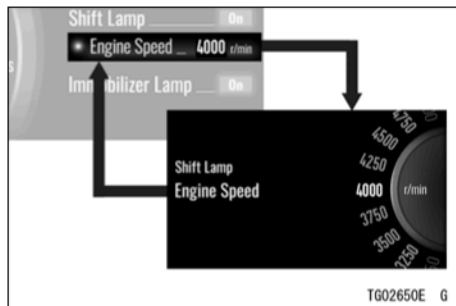 Shift Lamp On
Engine Speed 4000 r/min
Immobilizer Lamp On
4750
4500
4250
Shift Lamp
Engine Speed 4000 r/min
3750
3500
3250
TG02650E G